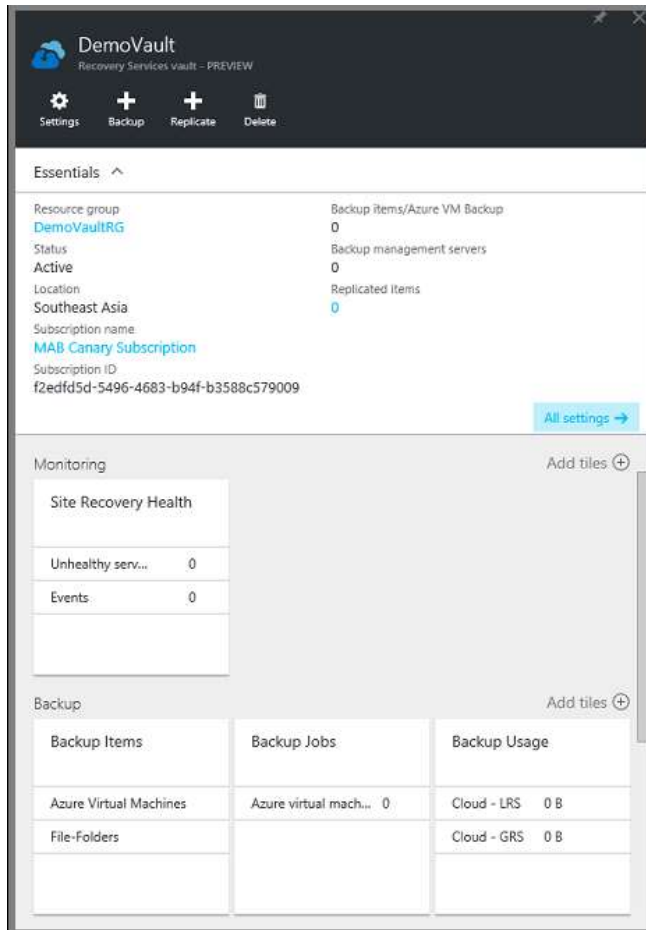 DemoVault
Recovery Services vault - PREVIEW
Settings Backup Replicate Delete
Essentials
Resource group
DemoVaultRG
Status
Active
Location
Southeast Asia
Subscription name
MAB Canary Subscription
Subscription ID
f2edfd5d-5496-4683-b94f-b3588c579009
Backup items/Azure VM Backup
0
Backup management servers
0
Replicated items
0
All settings →
Monitoring
Add tiles
Site Recovery Health
Unhealthy serv... 0
Events 0
Backup
Add tiles
Backup Items
Azure Virtual Machines
File-Folders
Backup Jobs
Azure virtual mach... 0
Backup Usage
Cloud - LRS 0 B
Cloud - GRS 0 B